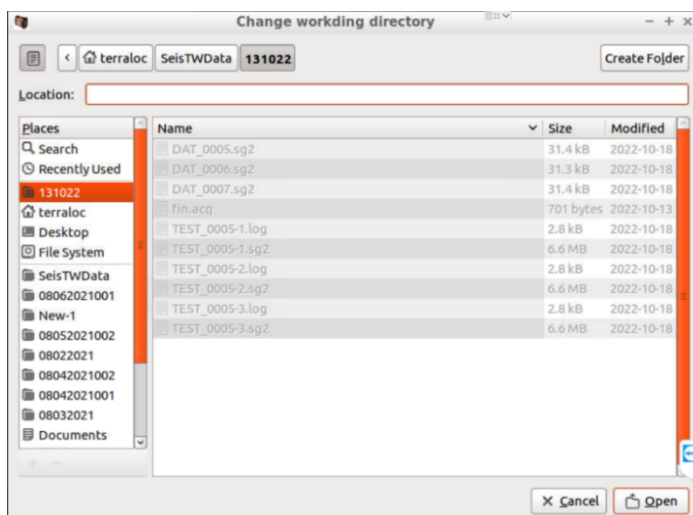 Change workding directory
terraloc SeisTWData 131022 Create Folder
Location:
Places Name Size Modified
Search DAT_0005.sg2 31.4 kB 2022-10-18
Recently Used DAT_0006.sg2 31.3 kB 2022-10-18
131022 DAT_0007.sg2 31.4 kB 2022-10-18
terraloc fin.acq 701 bytes 2022-10-13
Desktop TEST_0005-1.log 2.8 kB 2022-10-18
File System TEST_0005-1.sg2 6.6 MB 2022-10-18
SeisTWData TEST_0005-2.log 2.8 kB 2022-10-18
08062021001 TEST_0005-2.sg2 6.6 MB 2022-10-18
New-1 TEST_0005-3.log 2.8 kB 2022-10-18
08052021002 TEST_0005-3.sg2 6.6 MB 2022-10-18
08022021
08042021002
08042021001
08032021
Documents
Cancel Open